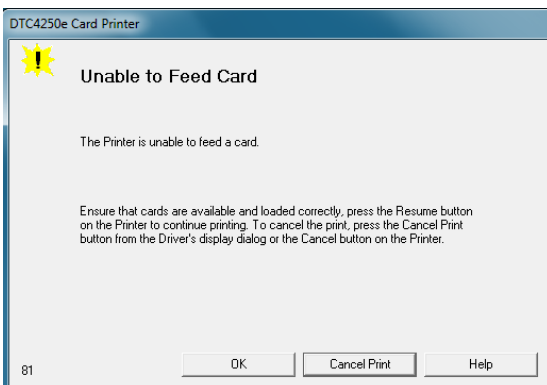 DTC4250e Card Printer
Unable to Feed Card
The Printer is unable to feed a card.
Ensure that cards are available and loaded correctly, press the Resume button
on the Printer to continue printing. To cancel the print, press the Cancel Print
button from the Driver's display dialog or the Cancel button on the Printer.
81
OK
Cancel Print
Help